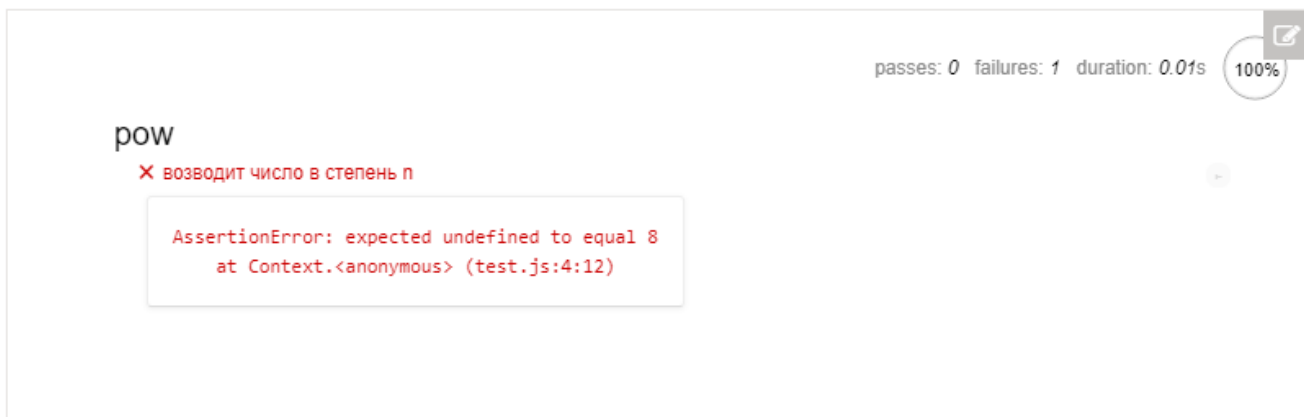 passes: 0 failures: 1 duration: 0.01s 100%
pow
✕ возводит число в степень n
AssertionError: expected undefined to equal 8
at Context.<anonymous> (test.js:4:12)